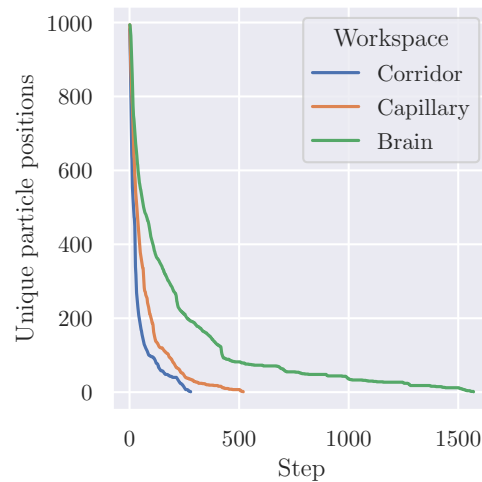 1000
800
600
400
200
0
Unique particle positions
Workspace
Corridor
Capillary
Brain
0
500
1000
1500
Step